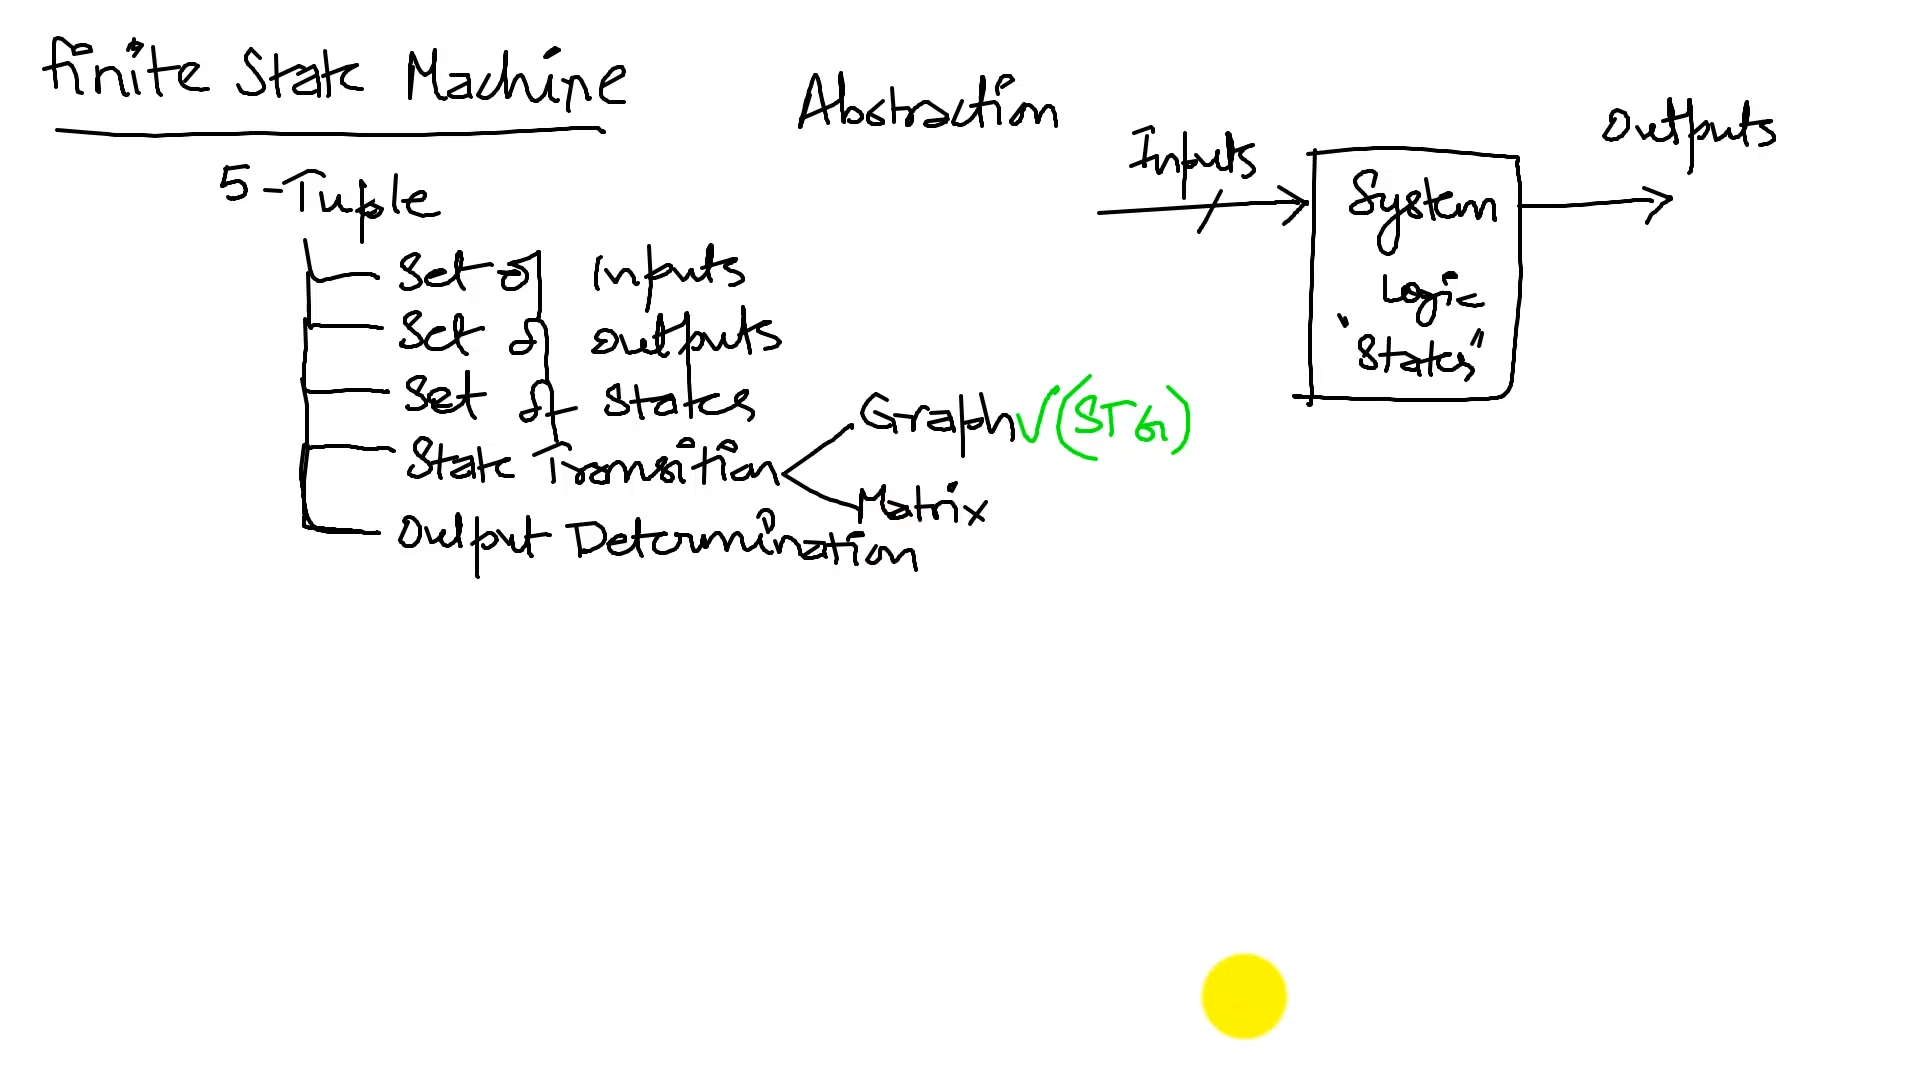 Finite State Machine
Abstraction
5-Tuple
Set of Inputs
Set of outputs
Set of States
State Transition
Graph√(STG)
Matrix
Output Determination
Inputs
System
Logic
"States"
Outputs